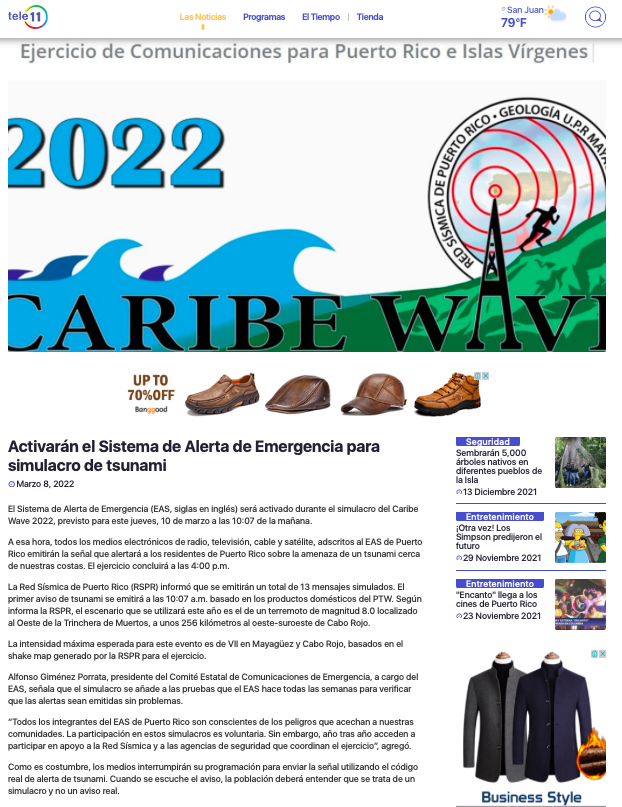 tele 11
Las Noticias
Programas
El Tiempo
Tienda
San Juan
79°F
Ejercicio de Comunicaciones para Puerto Rico e Islas Vírgenes
2022
RED SÍSMICA DE PUERTO RICO • GEOLOGÍA U.P.R MAYA
CARIBE WAVE
UP TO
70%OFF
Banggood
Activarán el Sistema de Alerta de Emergencia para
simulacro de tsunami
Marzo 8, 2022
El Sistema de Alerta de Emergencia (EAS, siglas en inglés) será activado durante el simulacro del Caribe
Wave 2022, previsto para este jueves, 10 de marzo a las 10:07 de la mañana.
A esa hora, todos los medios electrónicos de radio, televisión, cable y satélite, adscritos al EAS de Puerto
Rico emitirán la señal que alertará a los residentes de Puerto Rico sobre la amenaza de un tsunami cerca
de nuestras costas. El ejercicio concluirá a las 4:00 p.m.
La Red Sísmica de Puerto Rico (RSPR) informó que se emitirán un total de 13 mensajes simulados. El
primer aviso de tsunami se emitirá a las 10:07 a.m. basado en los productos domésticos del PTW. Según
informa la RSPR, el escenario que se utilizará este año es el de un terremoto de magnitud 8.0 localizado
al Oeste de la Trinchera de Muertos, a unos 256 kilómetros al oeste-suroeste de Cabo Rojo.
La intensidad máxima esperada para este evento es de VII en Mayagüez y Cabo Rojo, basados en el
shake map generado por la RSPR para el ejercicio.
Alfonso Giménez Porrata, presidente del Comité Estatal de Comunicaciones de Emergencia, a cargo del
EAS, señala que el simulacro se añade a las pruebas que el EAS hace todas las semanas para verificar
que las alertas sean emitidas sin problemas.
“Todos los integrantes del EAS de Puerto Rico son conscientes de los peligros que acechan a nuestras
comunidades. La participación en estos simulacros es voluntaria. Sin embargo, año tras año acceden a
participar en apoyo a la Red Sísmica y a las agencias de seguridad que coordinan el ejercicio”, agregó.
Como es costumbre, los medios interrumpirán su programación para enviar la señal utilizando el código
real de alerta de tsunami. Cuando se escuche el aviso, la población deberá entender que se trata de un
simulacro y no un aviso real.
Seguridad
Sembrarán 5,000
árboles nativos en
diferentes pueblos de
la Isla
13 Diciembre 2021
Entretenimiento
¡Otra vez! Los
Simpson predijeron el
futuro
29 Noviembre 2021
Entretenimiento
"Encanto" llega a los
cines de Puerto Rico
23 Noviembre 2021
Business Style